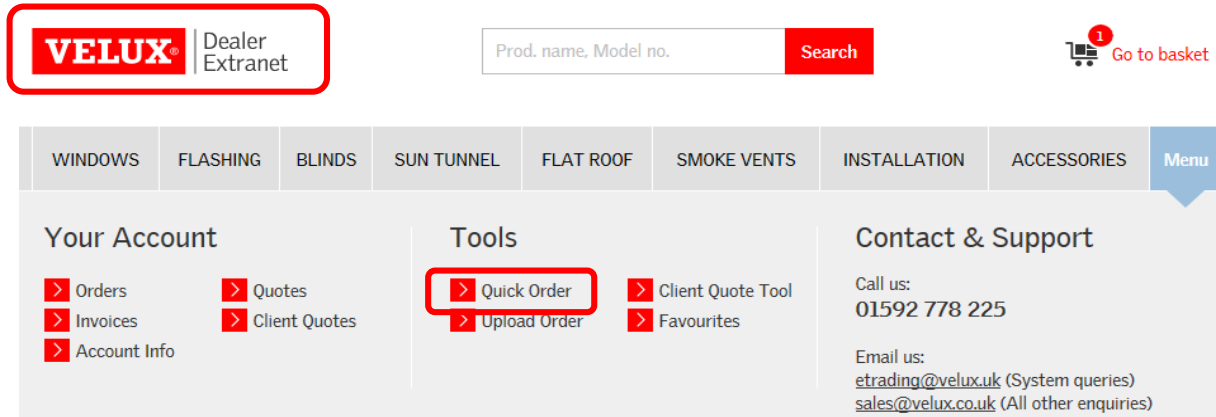 VELUX® Dealer Extranet
Prod. name, Model no.
Search
1
Go to basket
WINDOWS FLASHING BLINDS SUN TUNNEL FLAT ROOF SMOKE VENTS INSTALLATION ACCESSORIES Menu
Your Account
Orders
Quotes
Invoices
Client Quotes
Account Info
Tools
Quick Order
Client Quote Tool
Upload Order
Favourites
Contact & Support
Call us:
01592 778 225
Email us:
etrading@velux.uk (System queries)
sales@velux.co.uk (All other enquiries)